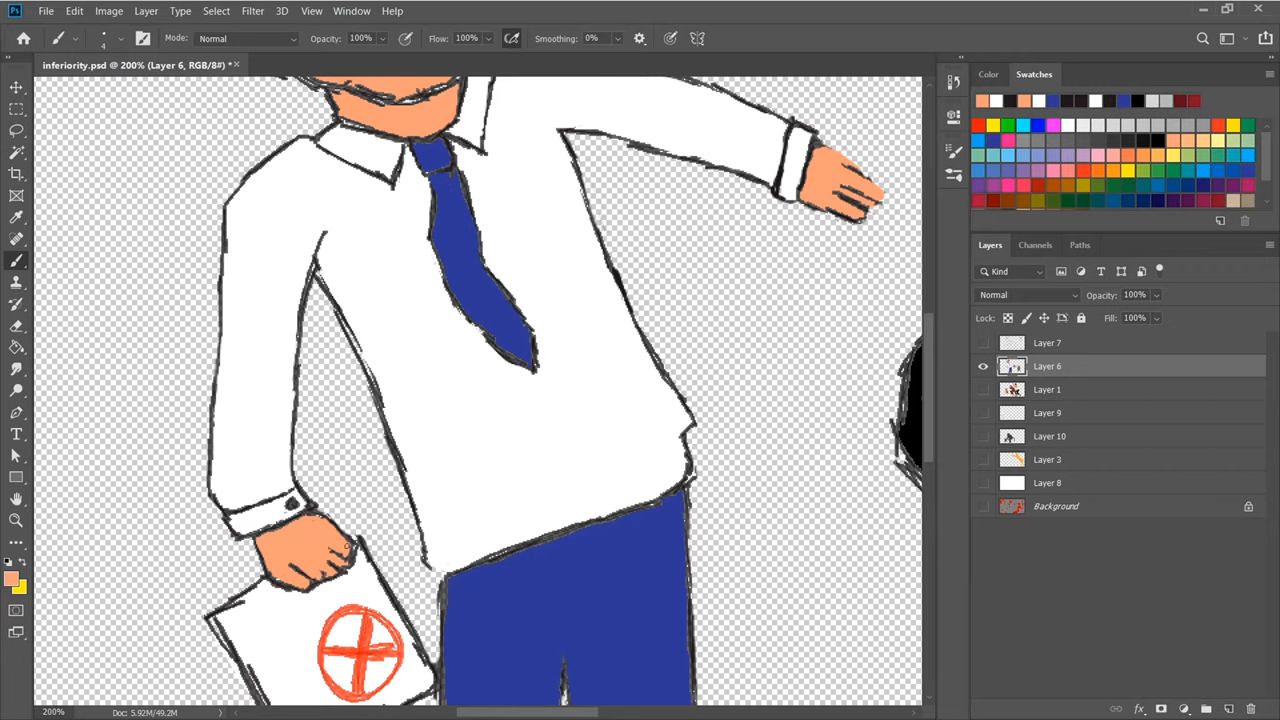 Ps File Edit Image Layer Type Select Filter 3D View Window Help
4 Mode: Normal Opacity: 100% Flow: 100% Smoothing: 0%
inferiority.psd @ 200% (Layer 6, RGB/8#) *
Color Swatches
Layers Channels Paths
Kind
Normal Opacity: 100%
Lock: Fill: 100%
Layer 7
Layer 6
Layer 1
Layer 9
Layer 10
Layer 3
Layer 8
Background
200% Doc: 5.92M/49.2M